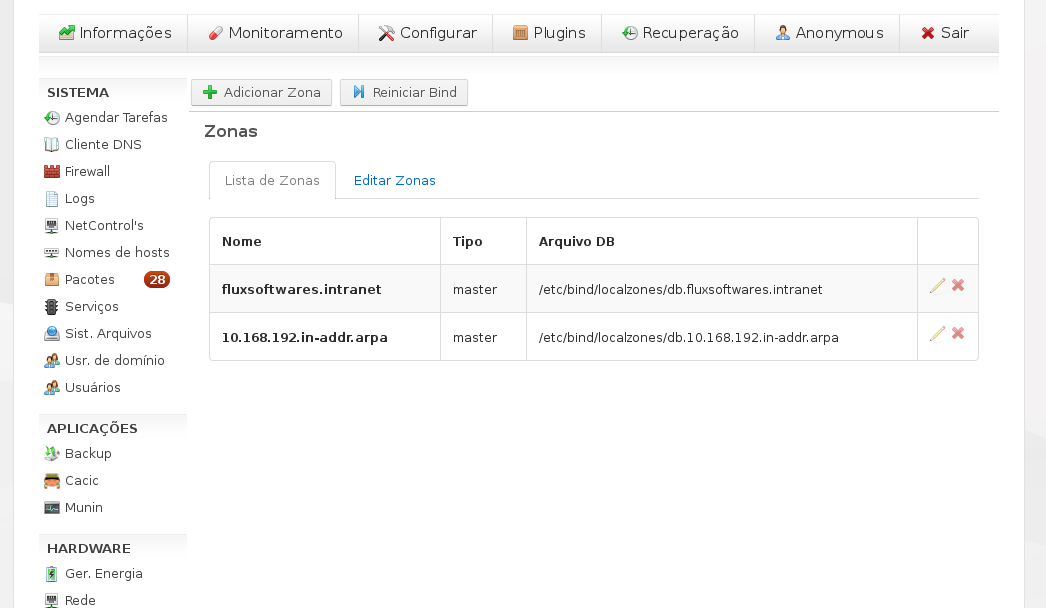 Informações Monitoramento Configurar Plugins Recuperação Anonymous Sair
SISTEMA
Agendar Tarefas
Cliente DNS
Firewall
Logs
NetControl's
Nomes de hosts
Pacotes 28
Serviços
Sist. Arquivos
Usr. de domínio
Usuários
APLICAÇÕES
Backup
Cacic
Munin
HARDWARE
Ger. Energia
Rede
Adicionar Zona Reiniciar Bind
Zonas
Lista de Zonas Editar Zonas
Nome Tipo Arquivo DB
fluxsoftwares.intranet master /etc/bind/localzones/db.fluxsoftwares.intranet
10.168.192.in-addr.arpa master /etc/bind/localzones/db.10.168.192.in-addr.arpa